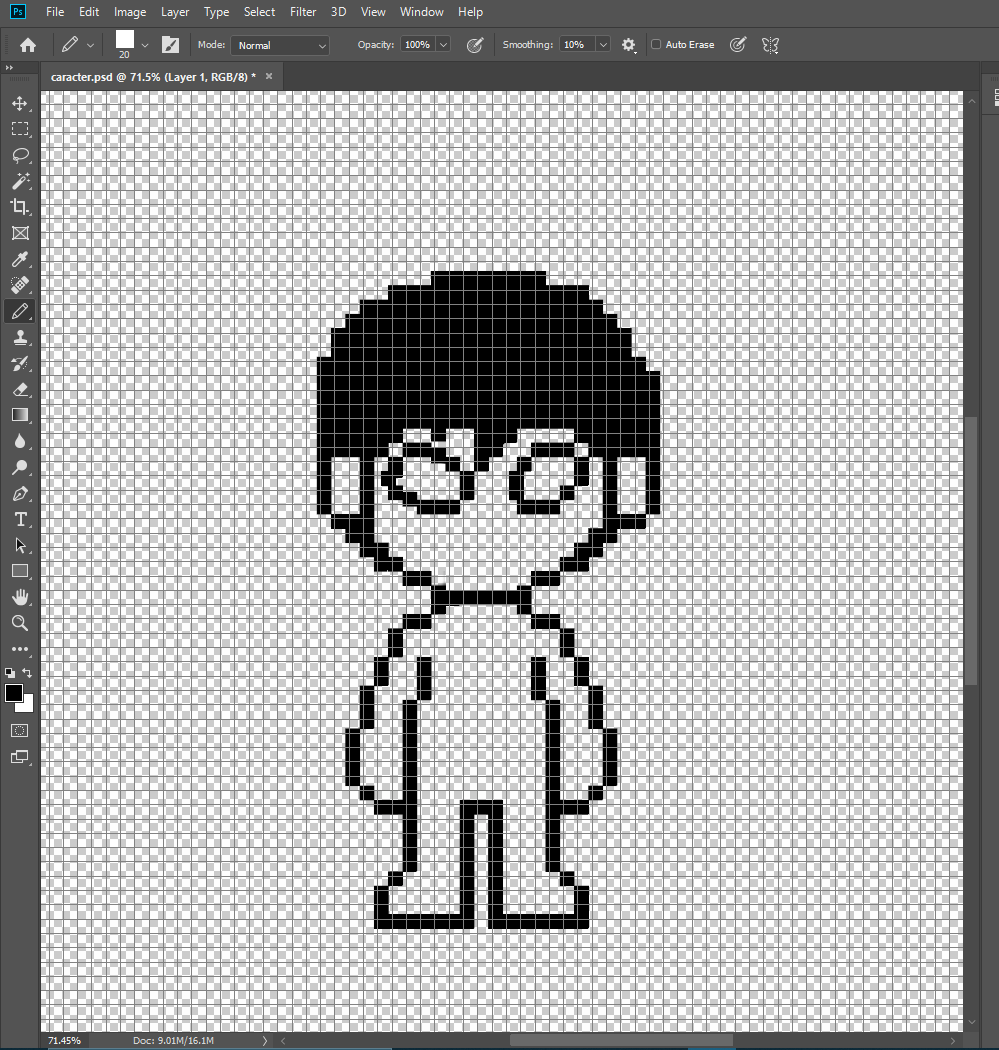 Ps File Edit Image Layer Type Select Filter 3D View Window Help
20 Mode: Normal Opacity: 100% Smoothing: 10% Auto Erase
caracter.psd @ 71.5% (Layer 1, RGB/8) * ×
T
71.45% Doc: 9.01M/16.1M